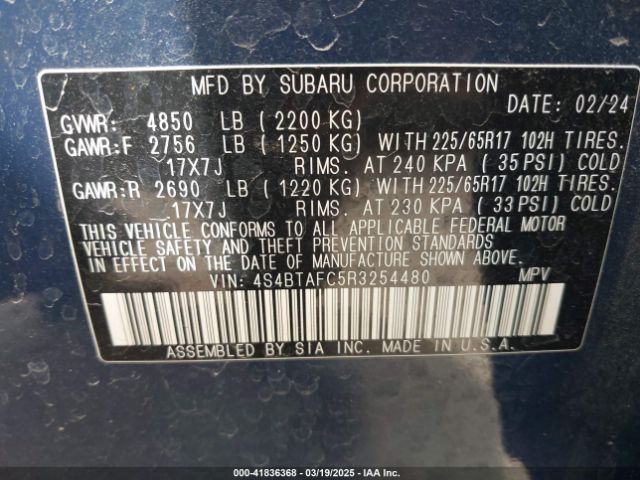 MFD BY SUBARU CORPORATION
DATE: 02/24
GVWR: 4850 LB (2200 KG)
GAWR:F 2756 LB (1250 KG) WITH 225/65R17 102H TIRES.
17X7J RIMS. AT 240 KPA (35 PSI) COLD
GAWR:R 2690 LB (1220 KG) WITH 225/65R17 102H TIRES.
17X7J RIMS. AT 230 KPA (33 PSI) COLD
THIS VEHICLE CONFORMS TO ALL APPLICABLE FEDERAL MOTOR
VEHICLE SAFETY AND THEFT PREVENTION STANDARDS
IN EFFECT ON THE DATE OF MANUFACTURE SHOWN ABOVE.
VIN: 4S4BTAFC5R3254480 MPV
ASSEMBLED BY SIA INC. MADE IN U.S.A.
000-41836368 | 03/19/2025 | IAA, Inc.